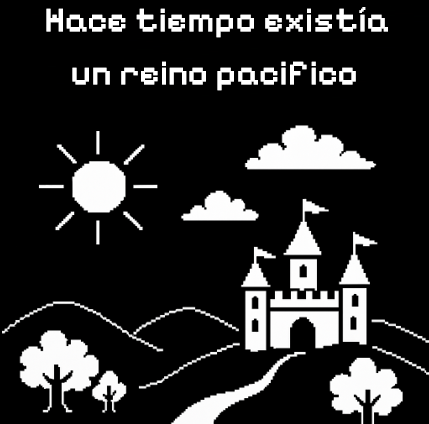 Hace tiempo existía
un reino pacifico